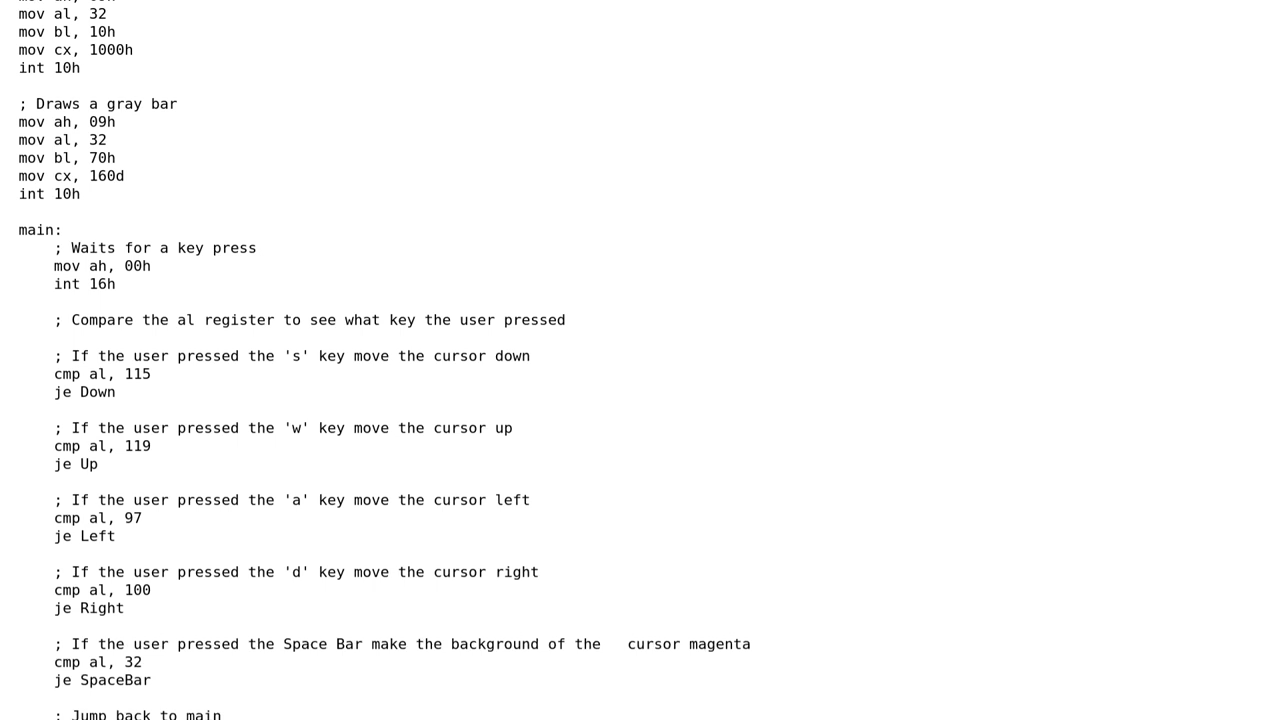 mov al, 32
mov bl, 10h
mov cx, 1000h
int 10h

; Draws a gray bar
mov ah, 09h
mov al, 32
mov bl, 70h
mov cx, 160d
int 10h

main:
    ; Waits for a key press
    mov ah, 00h
    int 16h

    ; Compare the al register to see what key the user pressed

    ; If the user pressed the 's' key move the cursor down
    cmp al, 115
    je Down

    ; If the user pressed the 'w' key move the cursor up
    cmp al, 119
    je Up

    ; If the user pressed the 'a' key move the cursor left
    cmp al, 97
    je Left

    ; If the user pressed the 'd' key move the cursor right
    cmp al, 100
    je Right

    ; If the user pressed the Space Bar make the background of the   cursor magenta
    cmp al, 32
    je SpaceBar

    ; Jump back to main